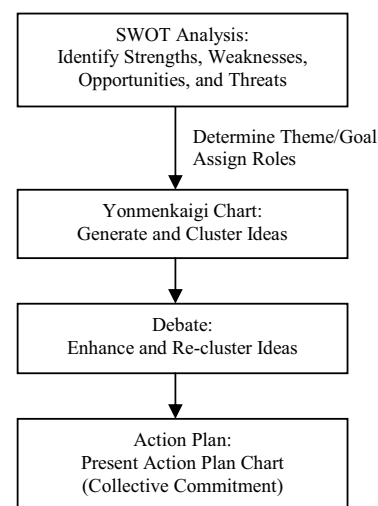 SWOT Analysis:
Identify Strengths, Weaknesses,
Opportunities, and Threats
Determine Theme/Goal
Assign Roles
Yonmenkaigi Chart:
Generate and Cluster Ideas
Debate:
Enhance and Re-cluster Ideas
Action Plan:
Present Action Plan Chart
(Collective Commitment)